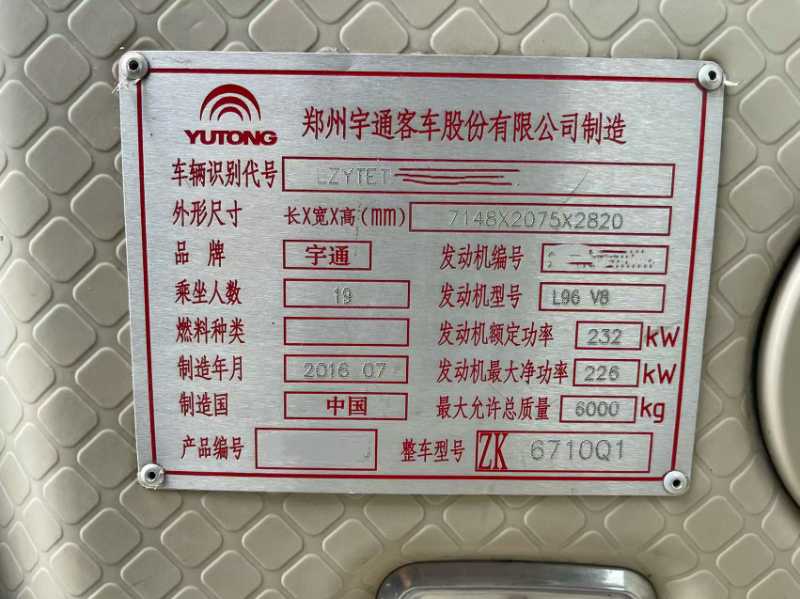 YUTONG 郑州宇通客车股份有限公司制造
车辆识别代号 LZYTET
外形尺寸 长X宽X高(mm) 7148X2075X2820
品牌 宇通 发动机编号
乘坐人数 19 发动机型号 L96 V8
燃料种类 发动机额定功率 232 kW
制造年月 2016 07 发动机最大净功率 226 kW
制造国 中国 最大允许总质量 6000 kg
产品编号 整车型号 ZK 6710Q1